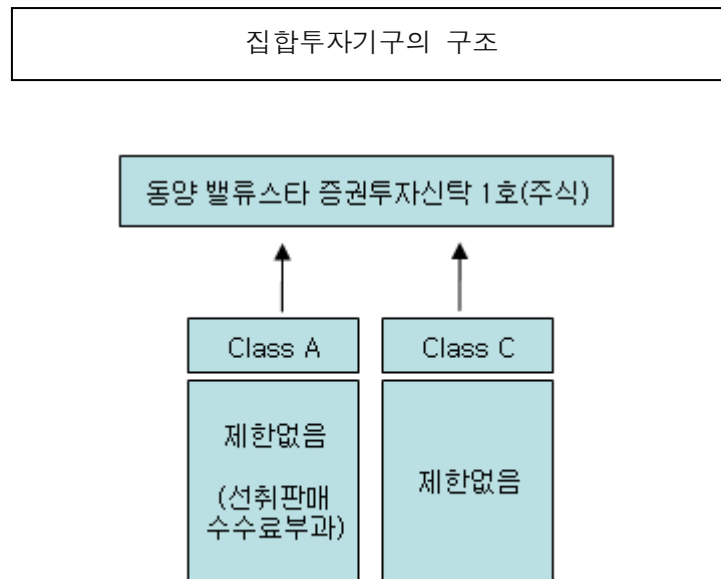 집합투자기구의 구조
동양 밸류스타 증권투자신탁 1호(주식)
Class A
Class C
제한없음
(선취판매
수수료부과)
제한없음